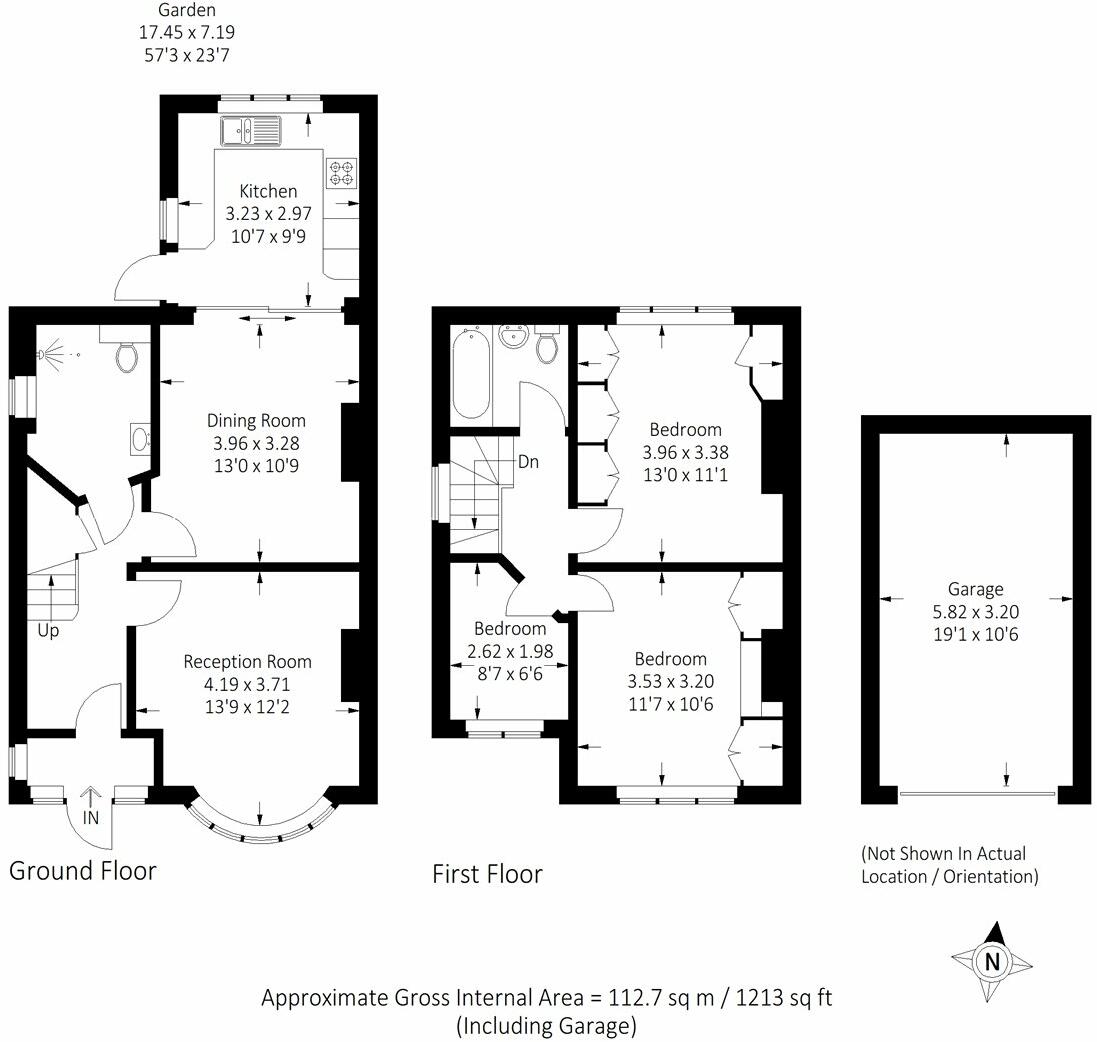 Garden
17.45 x 7.19
57'3 x 23'7
Kitchen
3.23 x 2.97
10'7 x 9'9
Dining Room
3.96 x 3.28
13'0 x 10'9
Up
Reception Room
4.19 x 3.71
13'9 x 12'2
IN
Ground Floor
Dn
Bedroom
3.96 x 3.38
13'0 x 11'1
Bedroom
2.62 x 1.98
8'7 x 6'6
Bedroom
3.53 x 3.20
11'7 x 10'6
First Floor
Garage
5.82 x 3.20
19'1 x 10'6
(Not Shown In Actual
Location / Orientation)
N
Approximate Gross Internal Area = 112.7 sq m / 1213 sq ft
(Including Garage)